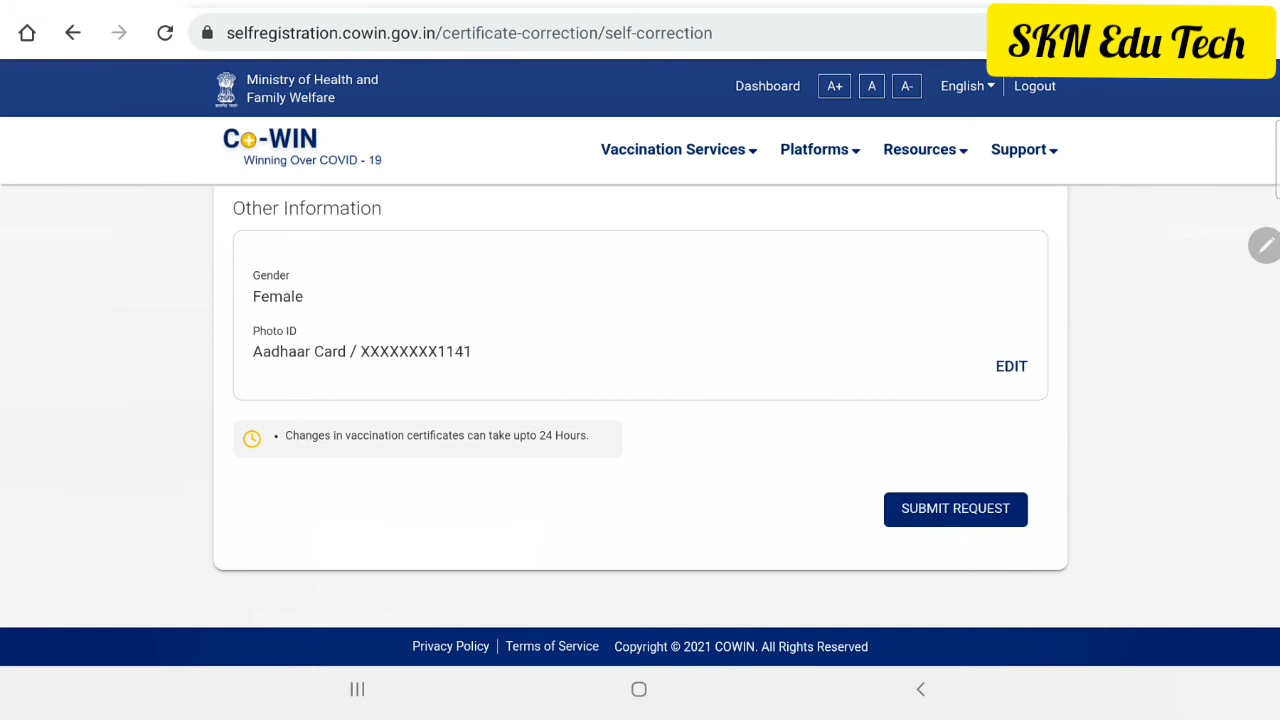 selfregistration.cowin.gov.in/certificate-correction/self-correction
SKN Edu Tech
Ministry of Health and
Family Welfare
Dashboard A+ A A- English Logout
Co-WIN
Winning Over COVID - 19
Vaccination Services Platforms Resources Support
Other Information
Gender
Female
Photo ID
Aadhaar Card / XXXXXXXX1141
EDIT
• Changes in vaccination certificates can take upto 24 Hours.
SUBMIT REQUEST
Privacy Policy | Terms of Service Copyright © 2021 COWIN. All Rights Reserved